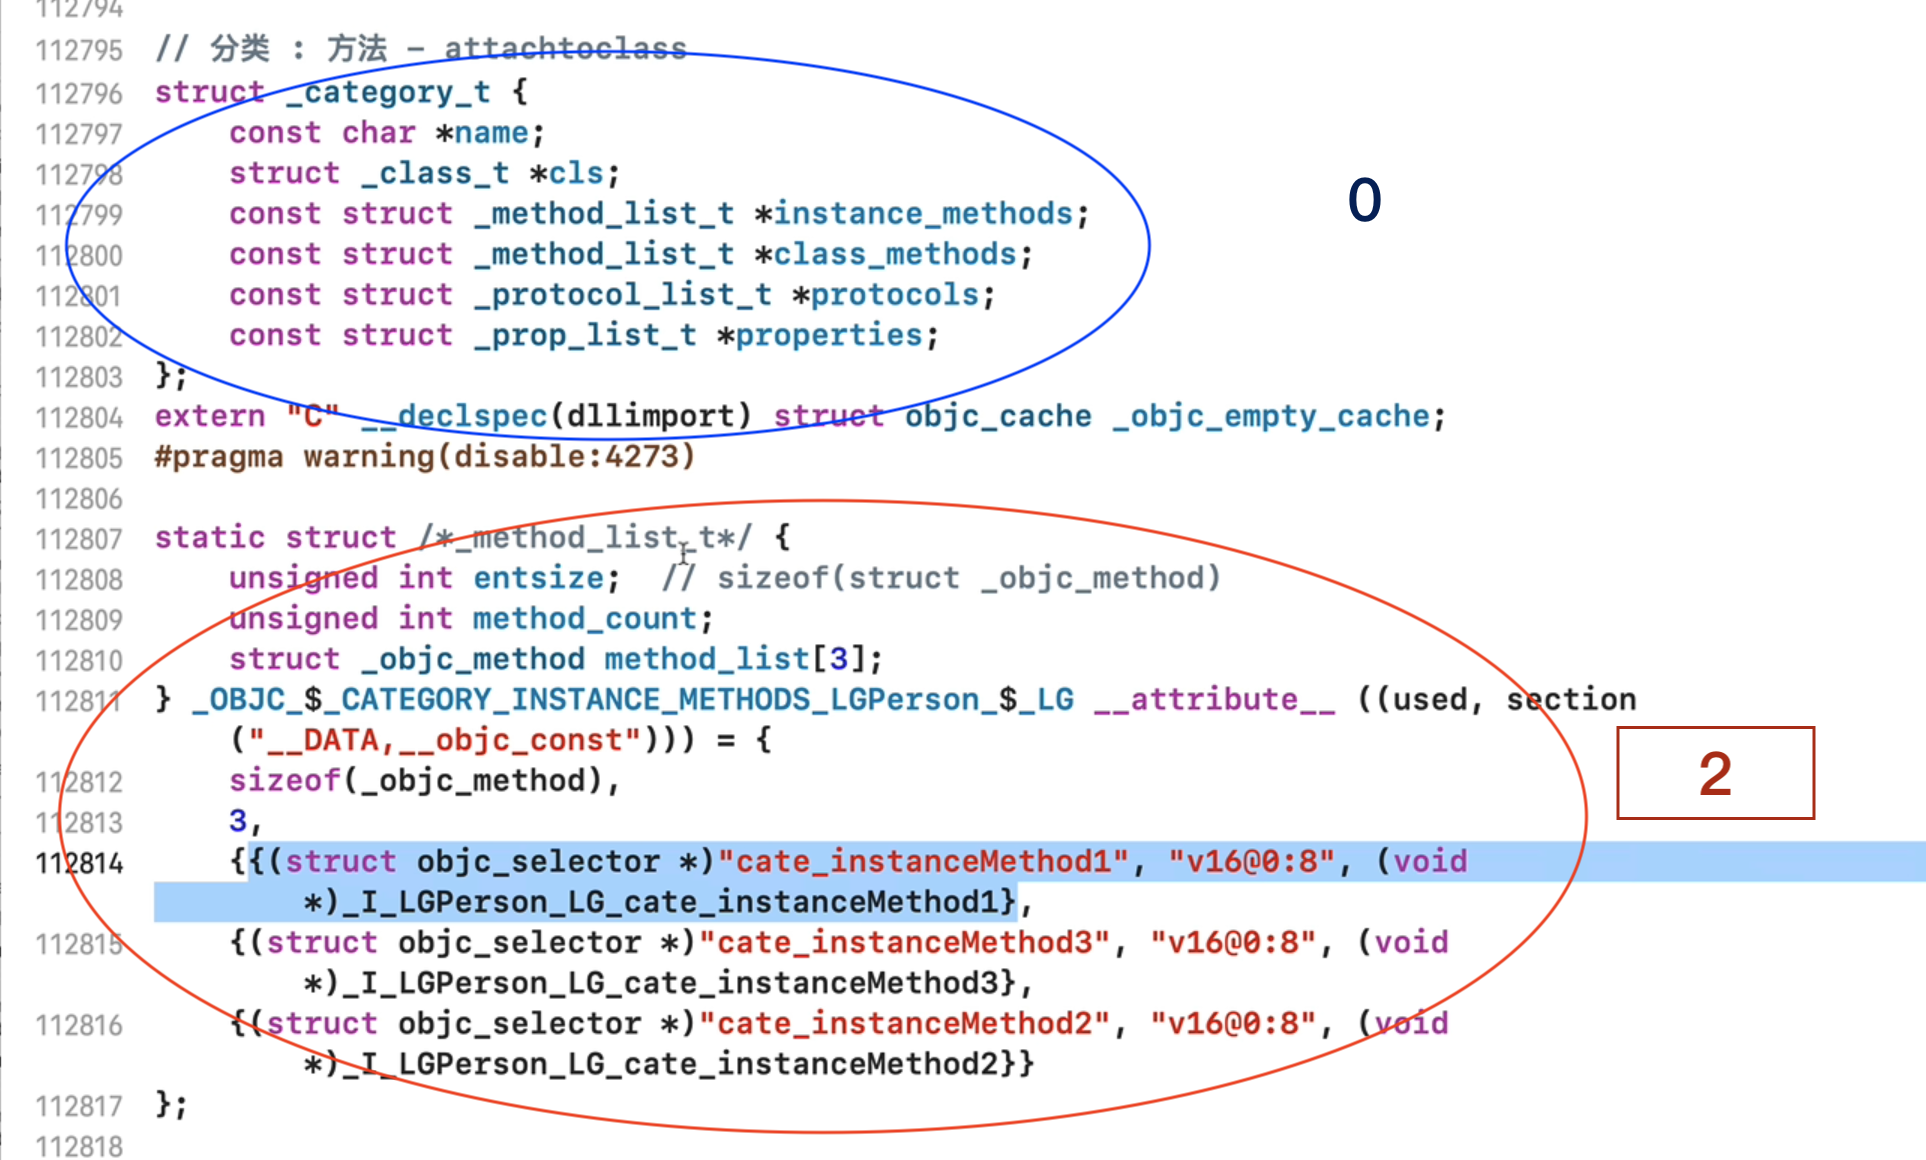 112794
112795 // 分类 : 方法 - attachtoclass
112796 struct _category_t {
112797 const char *name;
112798 struct _class_t *cls;
112799 const struct _method_list_t *instance_methods;
112800 const struct _method_list_t *class_methods;
112801 const struct _protocol_list_t *protocols;
112802 const struct _prop_list_t *properties;
112803 };
112804 extern "C" __declspec(dllimport) struct objc_cache _objc_empty_cache;
112805 #pragma warning(disable:4273)
112806
112807 static struct /*_method_list_t*/ {
112808 unsigned int entsize;  // sizeof(struct _objc_method)
112809 unsigned int method_count;
112810 struct _objc_method method_list[3];
112811 } _OBJC_$_CATEGORY_INSTANCE_METHODS_LGPerson_$_LG __attribute__ ((used, section
("__DATA,__objc_const"))) = {
112812 sizeof(_objc_method),
112813 3,
112814 {{(struct objc_selector *)"cate_instanceMethod1", "v16@0:8", (void
*)_I_LGPerson_LG_cate_instanceMethod1},
112815 {(struct objc_selector *)"cate_instanceMethod3", "v16@0:8", (void
*)_I_LGPerson_LG_cate_instanceMethod3},
112816 {(struct objc_selector *)"cate_instanceMethod2", "v16@0:8", (void
*)_I_LGPerson_LG_cate_instanceMethod2}}
112817 };
112818
0
2